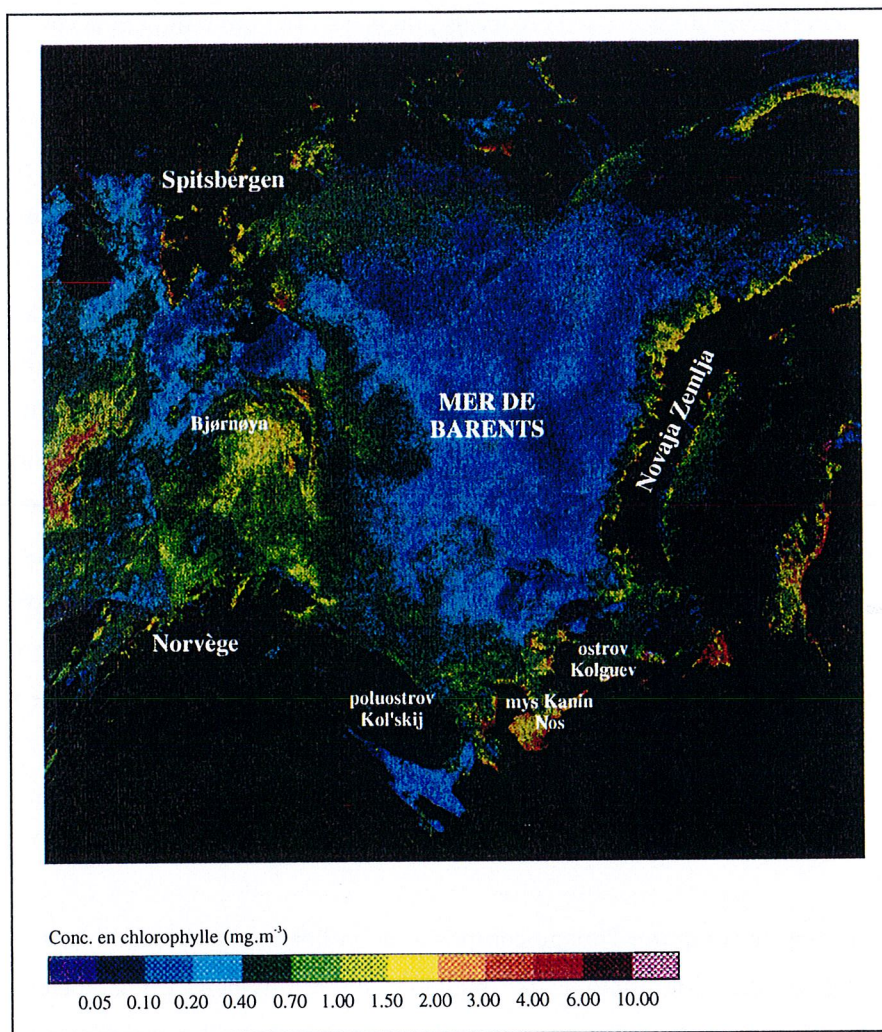 Spitsbergen
MER DE
BARENTS
Novaja Zemlja
Bjørnøya
Norvège
ostrov
Kolguev
poluostrov
Kol'skij
mys Kanin
Nos
Conc. en chlorophylle (mg.m⁻³)
0.05 0.10 0.20 0.40 0.70 1.00 1.50 2.00 3.00 4.00 6.00 10.00